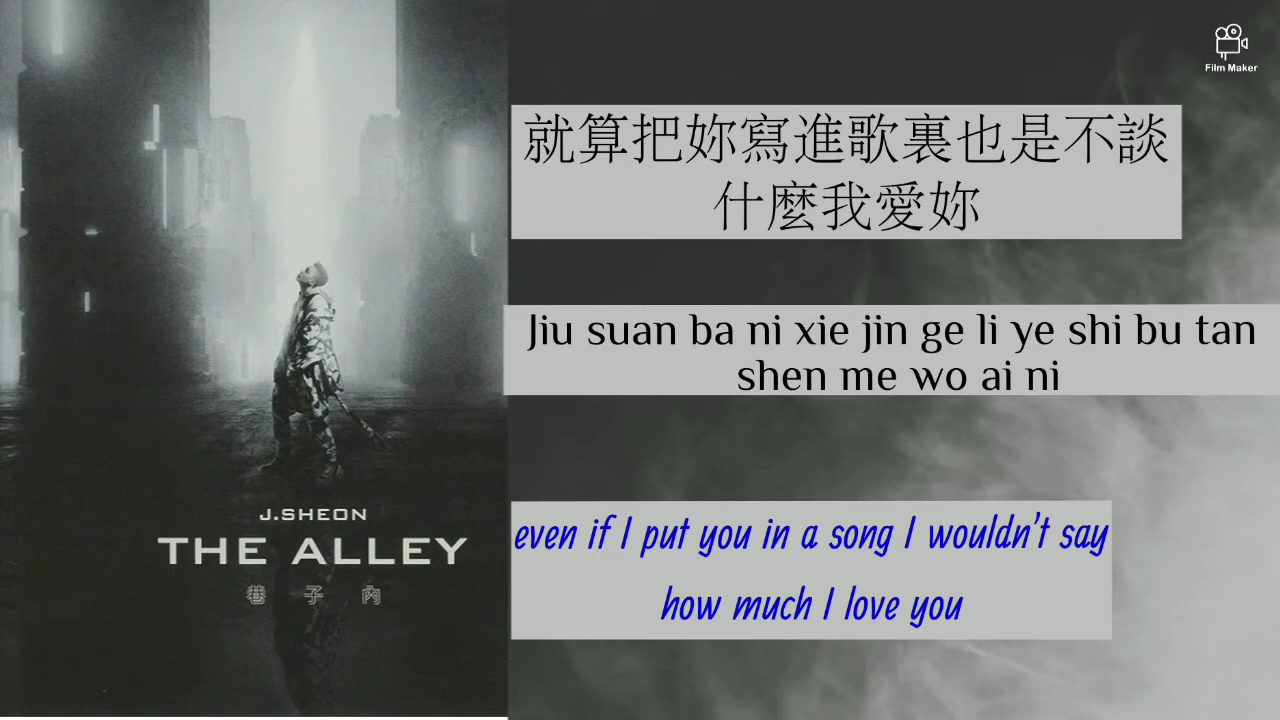 Film Maker
就算把妳寫進歌裏也是不談
什麼我愛妳
Jiu suan ba ni xie jin ge li ye shi bu tan
shen me wo ai ni
even if I put you in a song I wouldn't say
how much I love you
J.SHEON
THE ALLEY
巷子內